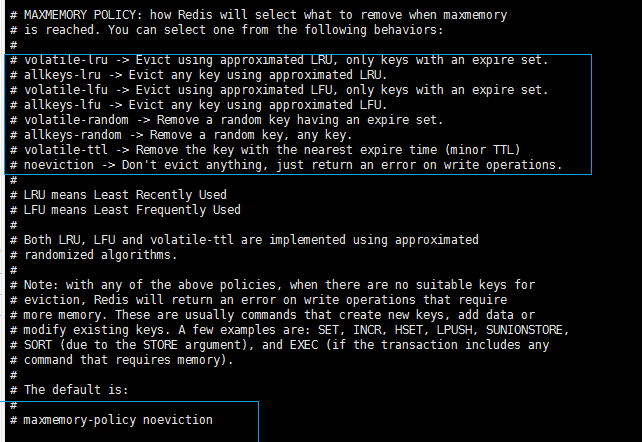 # MAXMEMORY POLICY: how Redis will select what to remove when maxmemory
# is reached. You can select one from the following behaviors:
#
# volatile-lru -> Evict using approximated LRU, only keys with an expire set.
# allkeys-lru -> Evict any key using approximated LRU.
# volatile-lfu -> Evict using approximated LFU, only keys with an expire set.
# allkeys-lfu -> Evict any key using approximated LFU.
# volatile-random -> Remove a random key having an expire set.
# allkeys-random -> Remove a random key, any key.
# volatile-ttl -> Remove the key with the nearest expire time (minor TTL)
# noeviction -> Don't evict anything, just return an error on write operations.
#
# LRU means Least Recently Used
# LFU means Least Frequently Used
#
# Both LRU, LFU and volatile-ttl are implemented using approximated
# randomized algorithms.
#
# Note: with any of the above policies, when there are no suitable keys for
# eviction, Redis will return an error on write operations that require
# more memory. These are usually commands that create new keys, add data or
# modify existing keys. A few examples are: SET, INCR, HSET, LPUSH, SUNIONSTORE,
# SORT (due to the STORE argument), and EXEC (if the transaction includes any
# command that requires memory).
#
# The default is:
#
# maxmemory-policy noeviction